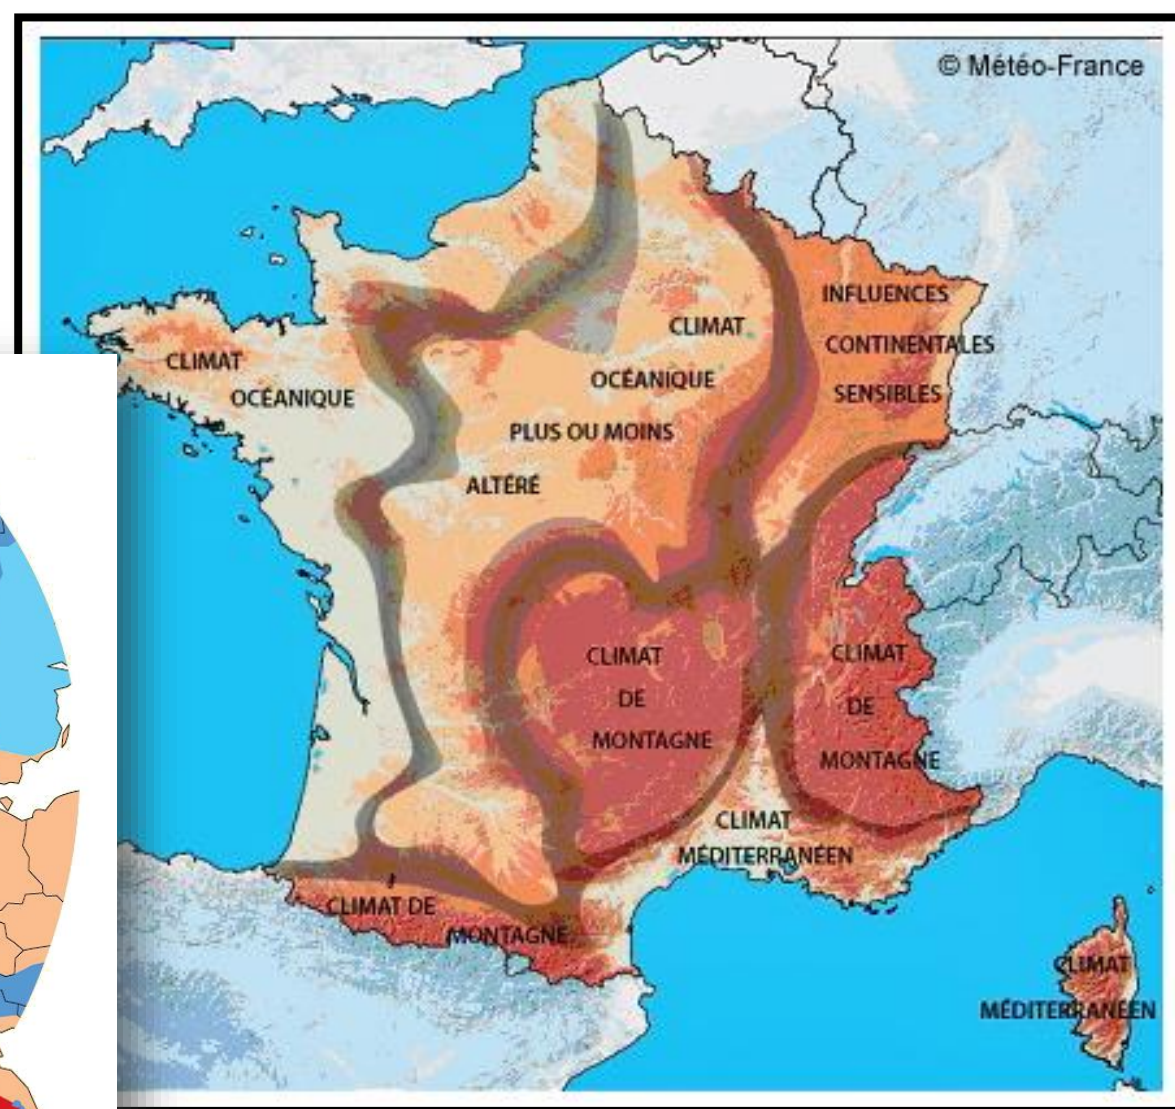 © Météo-France
INFLUENCES
CONTINENTALES
SENSIBLES
CLIMAT
OCÉANIQUE
PLUS OU MOINS
ALTÉRÉ
CLIMAT
OCÉANIQUE
CLIMAT
DE
MONTAGNE
CLIMAT
DE
MONTAGNE
CLIMAT
MÉDITERRANÉEN
CLIMAT DE
MONTAGNE
CLIMAT
MÉDITERRANÉEN